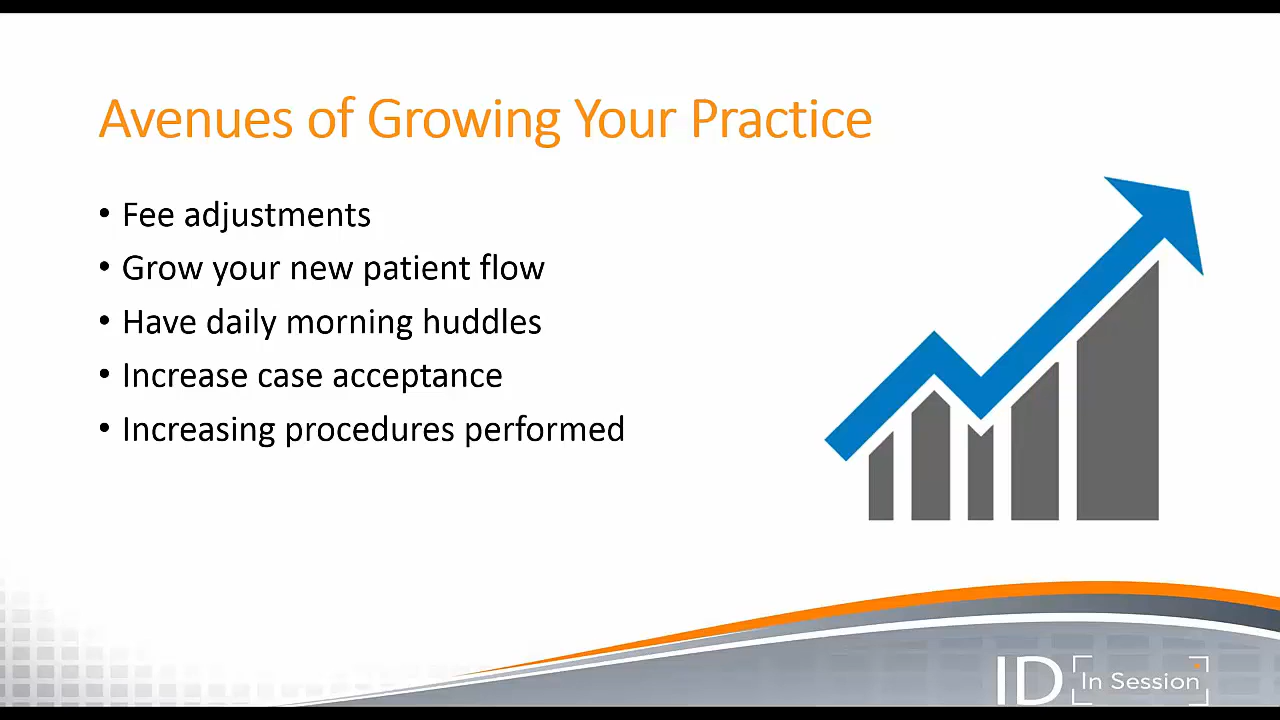 Avenues of Growing Your Practice
• Fee adjustments
• Grow your new patient flow
• Have daily morning huddles
• Increase case acceptance
• Increasing procedures performed
ID In Session